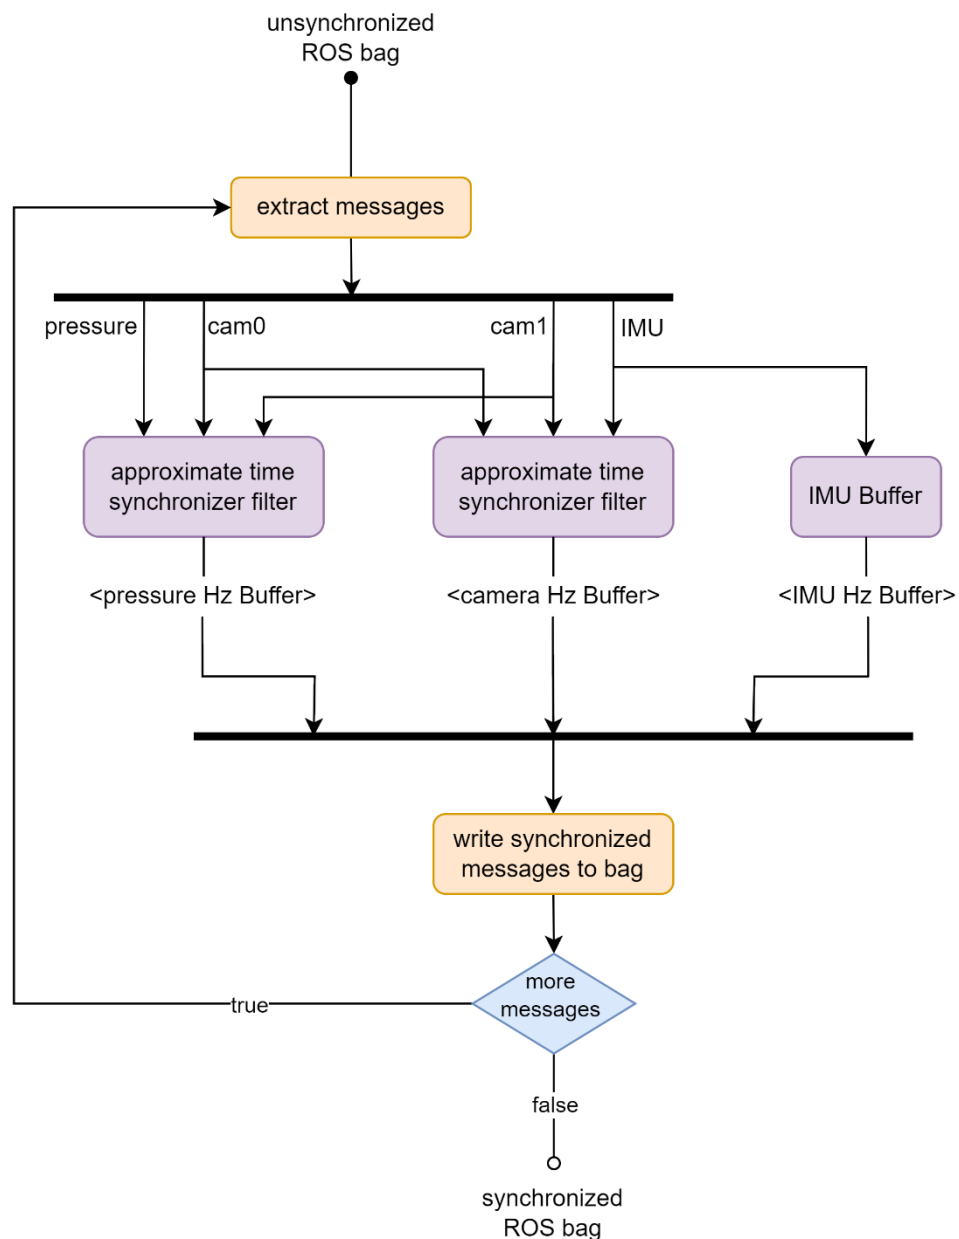 unsynchronized
ROS bag
extract messages
pressure
cam0
cam1
IMU
approximate time
synchronizer filter
approximate time
synchronizer filter
IMU Buffer
<pressure Hz Buffer>
<camera Hz Buffer>
<IMU Hz Buffer>
write synchronized
messages to bag
more
messages
true
false
synchronized
ROS bag